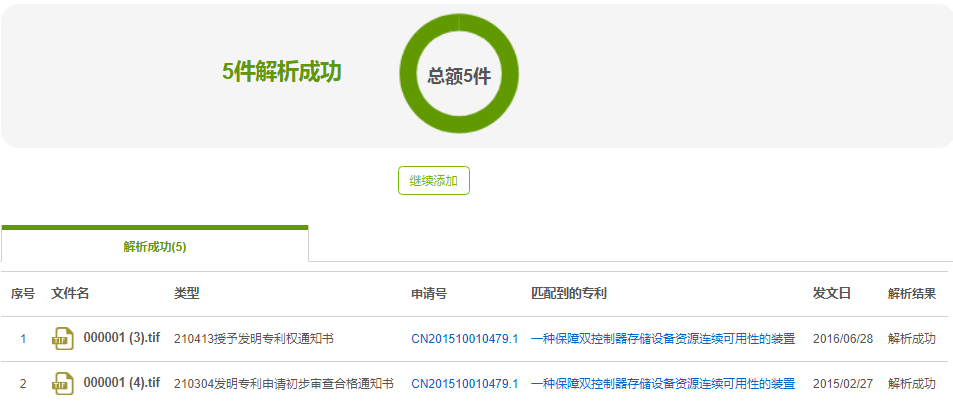 5件解析成功
总额5件
继续添加
解析成功(5)
序号 文件名 类型 申请号 匹配到的专利 发文日 解析结果
1 TIF 000001 (3).tif 210413授予发明专利权通知书 CN201510010479.1 一种保障双控制器存储设备资源连续可用性的装置 2016/06/28 解析成功
2 TIF 000001 (4).tif 210304发明专利申请初步审查合格通知书 CN201510010479.1 一种保障双控制器存储设备资源连续可用性的装置 2015/02/27 解析成功